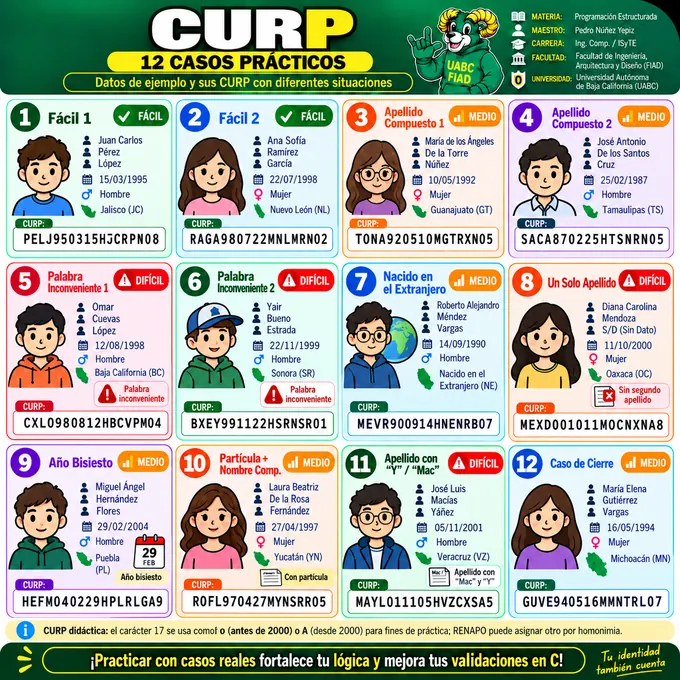 CURP
12 CASOS PRÁCTICOS
Datos de ejemplo y sus CURP con diferentes situaciones
UABC
FIAD
MATERIA: Programación Estructurada
MAESTRO: Pedro Núñez Yepiz
CARRERA: Ing. Comp. / ISyTE
FACULTAD: Facultad de Ingeniería,
Arquitectura y Diseño (FIAD)
UNIVERSIDAD: Universidad Autónoma
de Baja California (UABC)
1 Fácil 1 FÁCIL
Juan Carlos
Pérez
López
15/03/1995
Hombre
Jalisco (JC)
CURP:
PELJ950315HJCRPN08
2 Fácil 2 FÁCIL
Ana Sofía
Ramírez
García
22/07/1998
Mujer
Nuevo León (NL)
CURP:
RAGA980722MNLMRN02
3 Apellido
Compuesto 1 MEDIO
María de los Ángeles
De la Torre
Núñez
10/05/1992
Mujer
Guanajuato (GT)
CURP:
TONA920510MGTRXN05
4 Apellido
Compuesto 2 MEDIO
José Antonio
De los Santos
Cruz
25/02/1987
Hombre
Tamaulipas (TS)
CURP:
SACA870225HTSNRN05
5 Palabra
Inconveniente 1 DIFÍCIL
Omar
Cuevas
López
12/08/1998
Hombre
Baja California (BC)
Palabra
inconveniente
CURP:
CXLO980812HBCVPM04
6 Palabra
Inconveniente 2 DIFÍCIL
Yair
Bueno
Estrada
22/11/1999
Hombre
Sonora (SR)
Palabra
inconveniente
CURP:
BXEY991122HSRNSR01
7 Nacido en
el Extranjero MEDIO
Roberto Alejandro
Méndez
Vargas
14/09/1990
Hombre
Nacido en el
Extranjero (NE)
CURP:
MEVR900914HNENRB07
8 Un Solo Apellido DIFÍCIL
Diana Carolina
Mendoza
S/D (Sin Dato)
11/10/2000
Mujer
Oaxaca (OC)
Sin segundo
apellido
CURP:
MEXD001011MOCNXNA8
9 Año Bisiesto MEDIO
Miguel Ángel
Hernández
Flores
29/02/2004
Hombre
Puebla
(PL)
29
FEB
Año bisiesto
CURP:
HEFM040229HPLRLGA9
10 Partícula +
Nombre Comp. MEDIO
Laura Beatriz
De la Rosa
Fernández
27/04/1997
Mujer
Yucatán (YN)
Con partícula
CURP:
ROFL970427MYNSRR05
11 Apellido con
"Y" / "Mac" DIFÍCIL
José Luis
Macías
Yáñez
05/11/2001
Hombre
Veracruz (VZ)
Mac /
Apellido con
"Mac" y "Y"
CURP:
MAYL011105HVZCXSA5
12 Caso de Cierre MEDIO
María Elena
Gutiérrez
Vargas
16/05/1994
Mujer
Michoacán (MN)
CURP:
GUVE940516MMNTRL07
i CURP didáctica: el carácter 17 se usa comof o (antes de 2000) o A (desde 2000) para fines de práctica; RENAPO puede asignar otro por homonimia.
¡Practicar con casos reales fortalece tu lógica y mejora tus validaciones en C!
Tu identidad
también cuenta